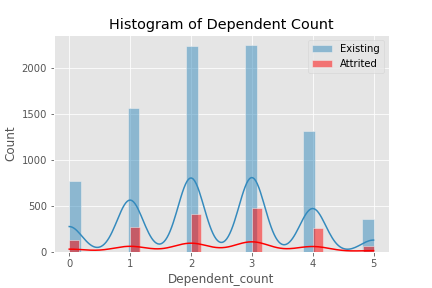 Histogram of Dependent Count
Existing
Attrited
2000
1500
1000
500
0
Count
0 1 2 3 4 5
Dependent_count